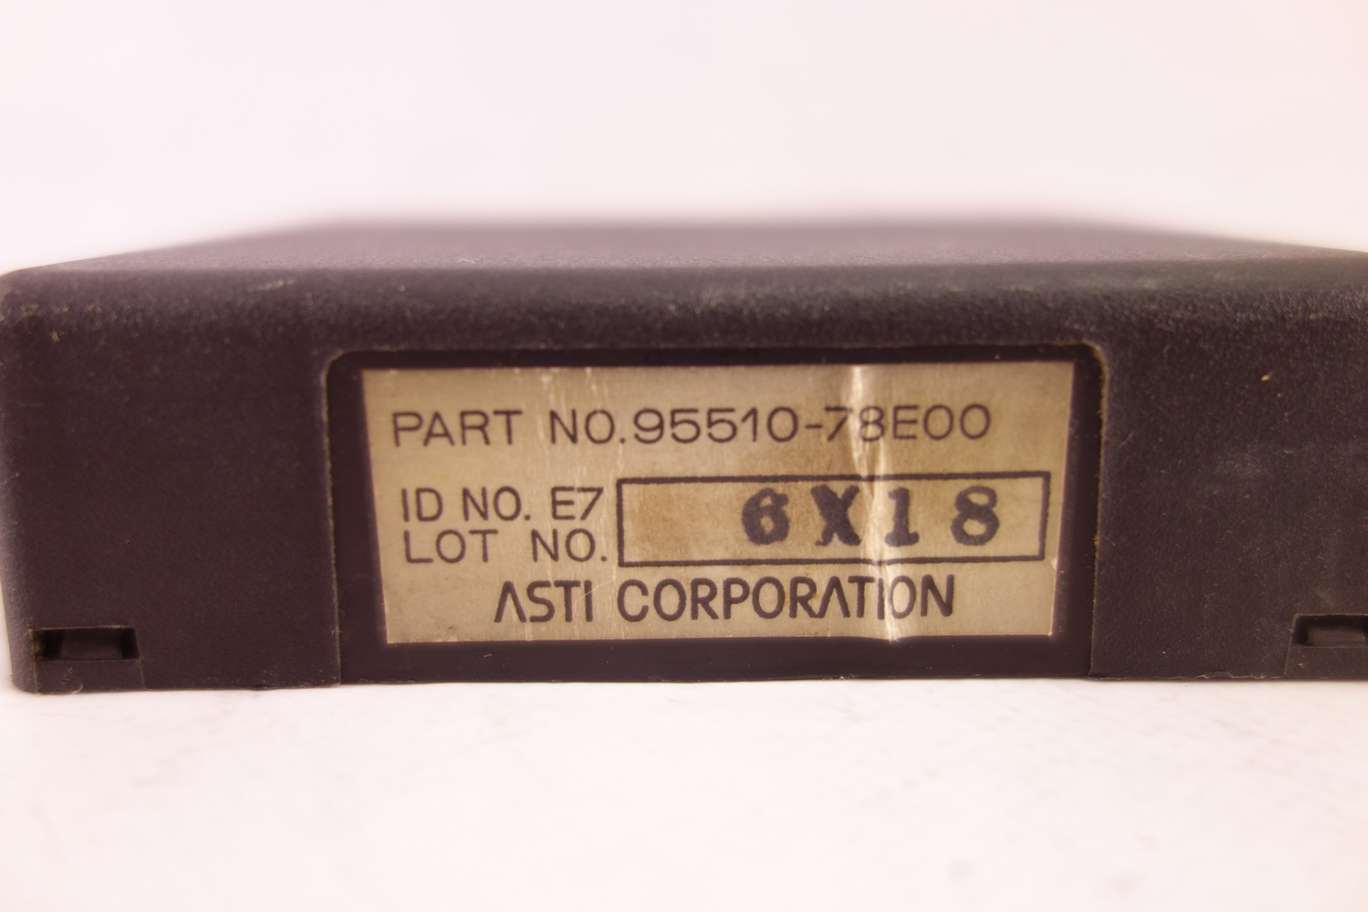 PART NO.95510-78E00
ID NO. E7
LOT NO. 6X18
ASTI CORPORATION